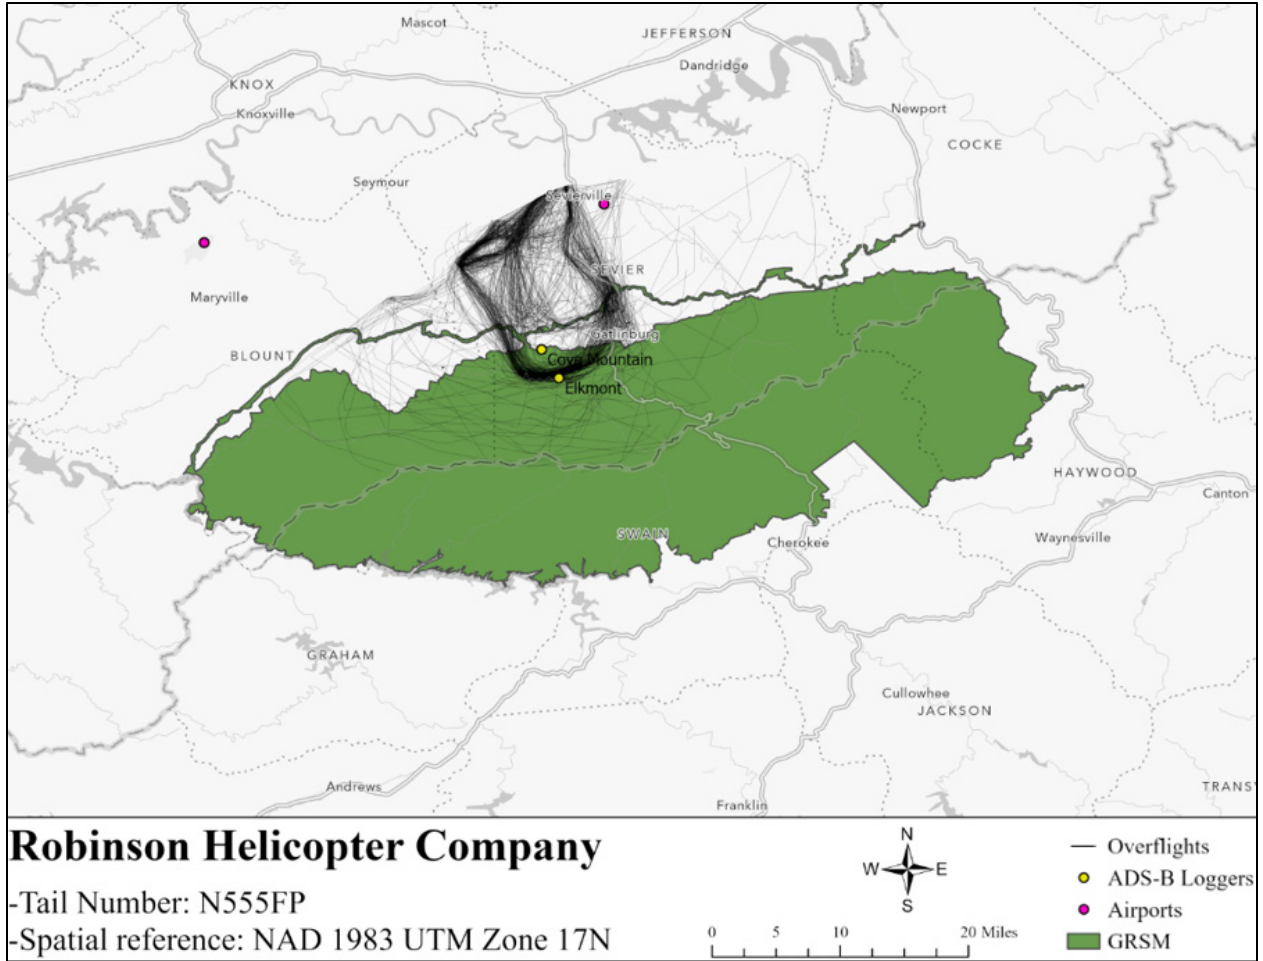 Mascot
JEFFERSON
Dandridge
KNOX
Knoxville
Newport
COCKE
Seymour
Sevierville
SEVIER
Maryville
Gatlinburg
BLOUNT
Cove Mountain
Elkmont
HAYWOOD
Canton
SWAIN
Cherokee
Waynesville
GRAHAM
Cullowhee
JACKSON
Andrews
Franklin
TRANS
Robinson Helicopter Company
-Tail Number: N555FP
-Spatial reference: NAD 1983 UTM Zone 17N
N
W E
S
0 5 10 20 Miles
Overflights
ADS-B Loggers
Airports
GRSM